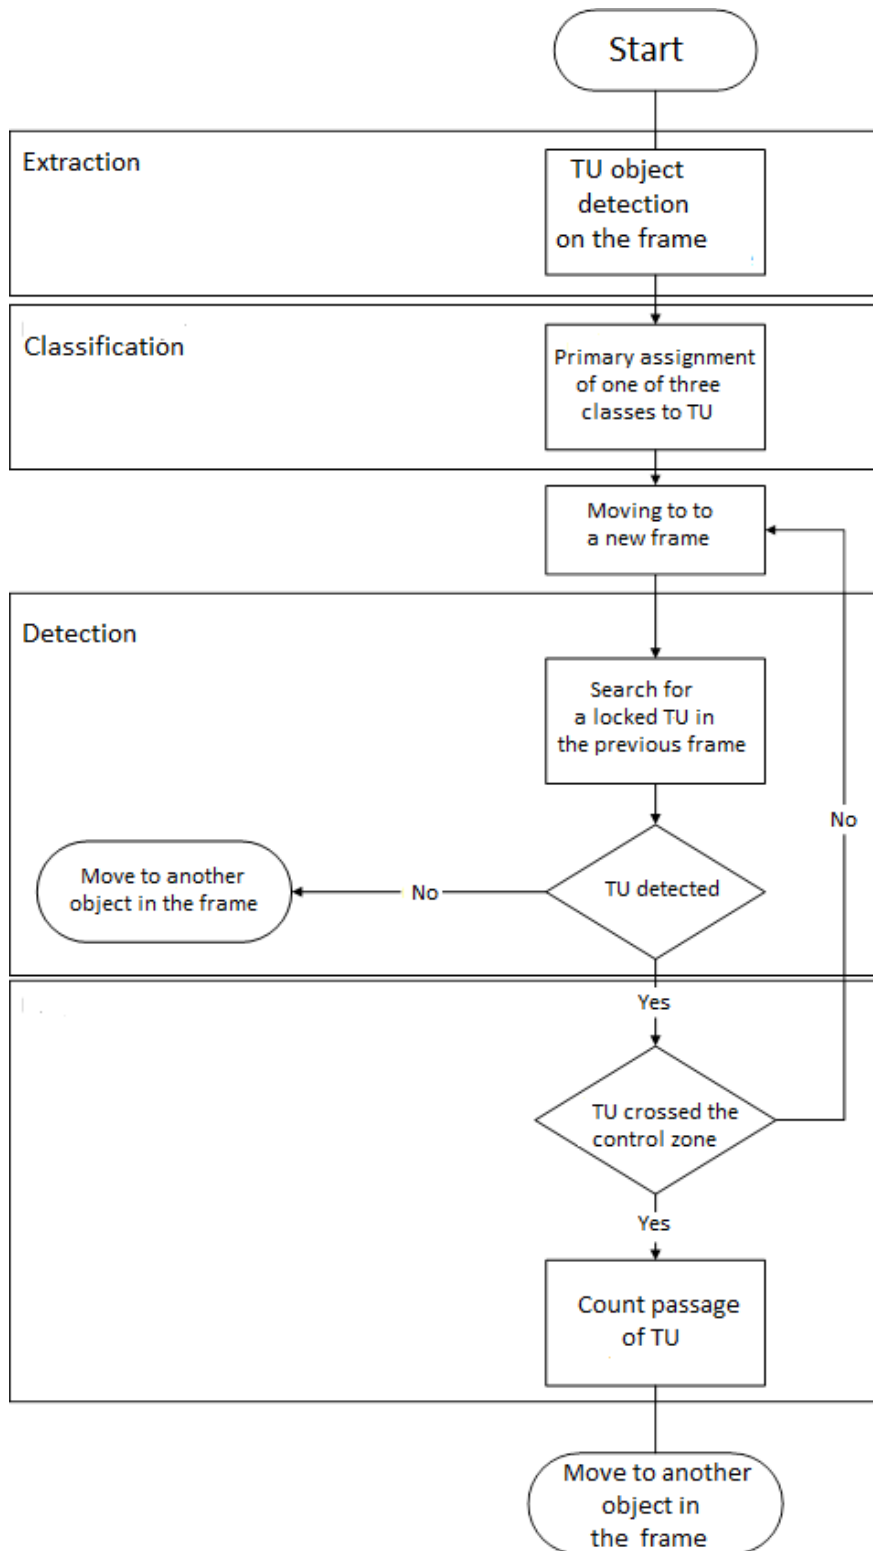 Start
Extraction
TU object
detection
on the frame
Classification
Primary assignment
of one of three
classes to TU
Moving to to
a new frame
Detection
Search for
a locked TU in
the previous frame
No
TU detected
No
Move to another
object in the frame
Yes
TU crossed the
control zone
Yes
Count passage
of TU
Move to another
object in
the frame